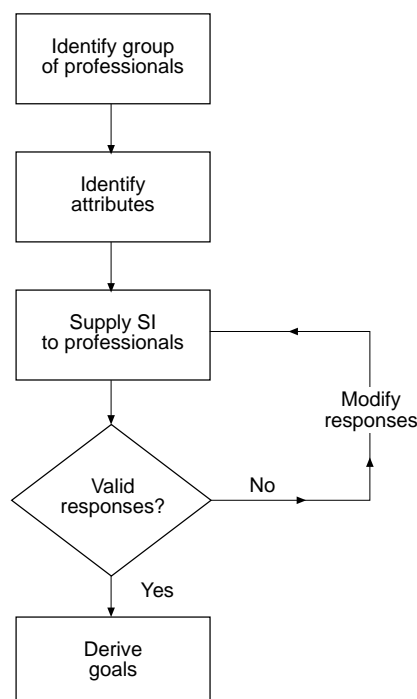 Identify group
of professionals
Identify
attributes
Supply SI
to professionals
Modify
responses
Valid
responses?
No
Yes
Derive
goals